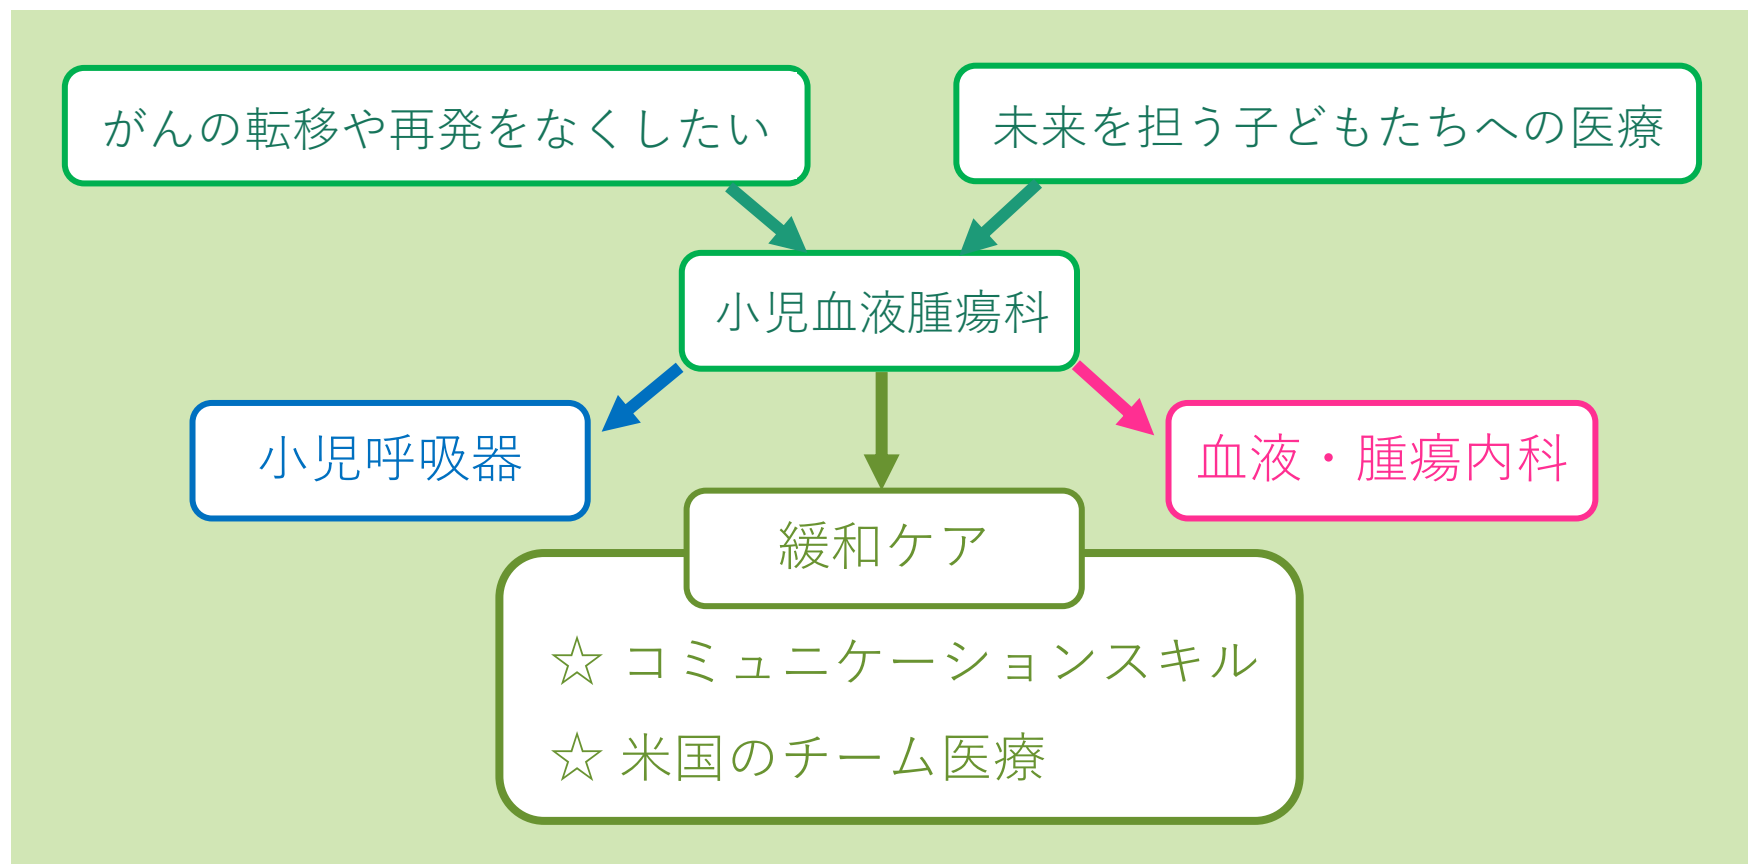 がんの転移や再発をなくしたい
未来を担う子どもたちへの医療
小児血液腫瘍科
小児呼吸器
血液・腫瘍内科
緩和ケア
☆ コミュニケーションスキル
☆ 米国のチーム医療